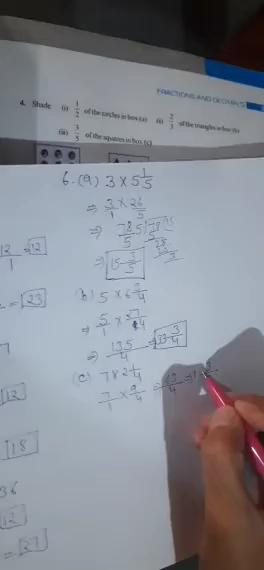 FRACTIONS AND DECIMALS
4. Shade (i) 1/2 of the circles in box (a) (ii) 2/3 of the triangles in box (b)
(iii) 3/5 of the squares in box (c)
6. (a) 3 × 5 1/5
⇒ 3/1 × 26/5
⇒ 78/5
⇒ 15 3/5
(b) 5 × 6 3/4
⇒ 5/1 × 27/4
⇒ 135/4 ⇒ 33 3/4
(c) 7 × 2 1/4
7/1 × 9/4 ⇒ 63/4 ⇒
12/1 = 12
= 23
12
18
36
12
= 27